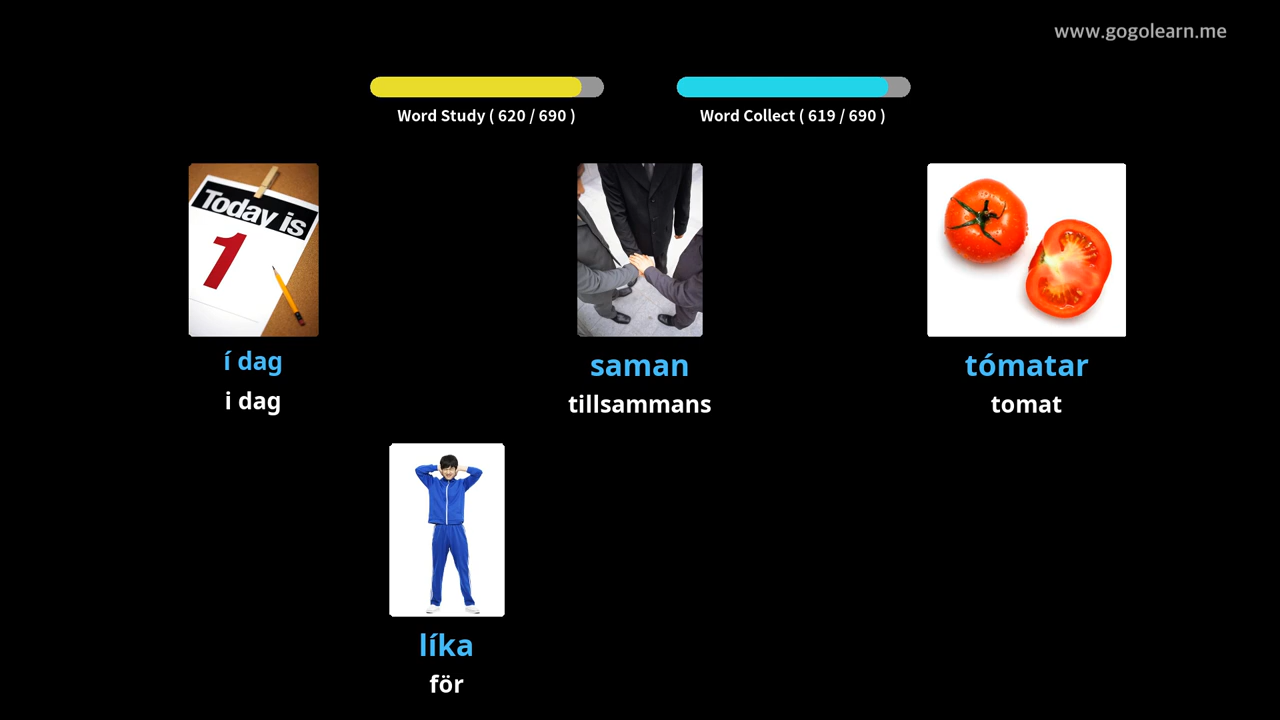 www.gogolearn.me
Word Study ( 620 / 690 )
Word Collect ( 619 / 690 )
Today is
1
í dag
i dag
saman
tillsammans
tómatar
tomat
líka
för